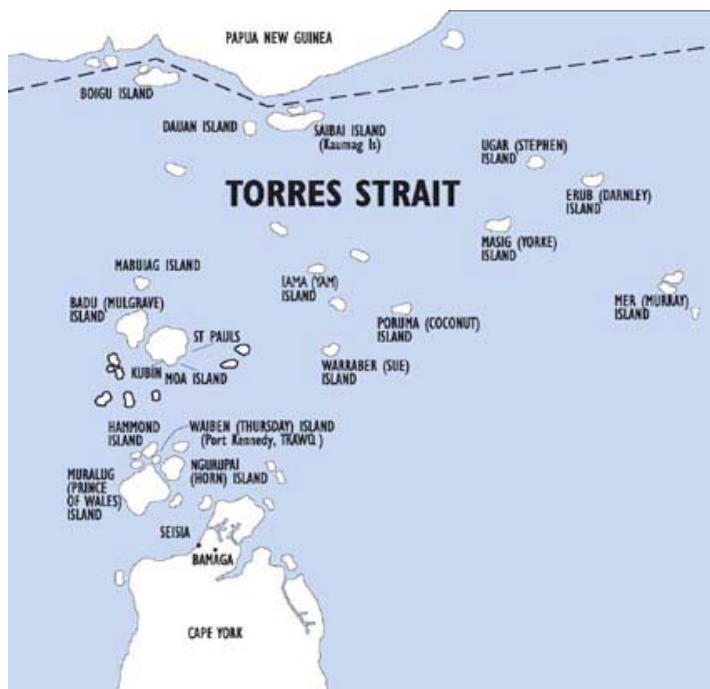 PAPUA NEW GUINEA
BOIGU ISLAND
DAUAN ISLAND
SAIBAI ISLAND
(Kaumag Is)
UGAR (STEPHEN)
ISLAND
TORRES STRAIT
ERUB (DARNLEY)
ISLAND
MASIG (YORKE)
ISLAND
MABUIAG ISLAND
IAMA (YAM)
ISLAND
BADU (MULGRAVE)
ISLAND
MER (MURRAY)
ISLAND
PORUMA (COCONUT)
ISLAND
ST PAULS
WARRABER (SUE)
ISLAND
KUBIN
MOA ISLAND
HAMMOND
ISLAND
WAIBEN (THURSDAY) ISLAND
(Port Kennedy, TRAWQ)
NGURUPAI
(HORN) ISLAND
MURALUG
(PRINCE
OF WALES)
ISLAND
SEISIA
BAMAGA
CAPE YORK